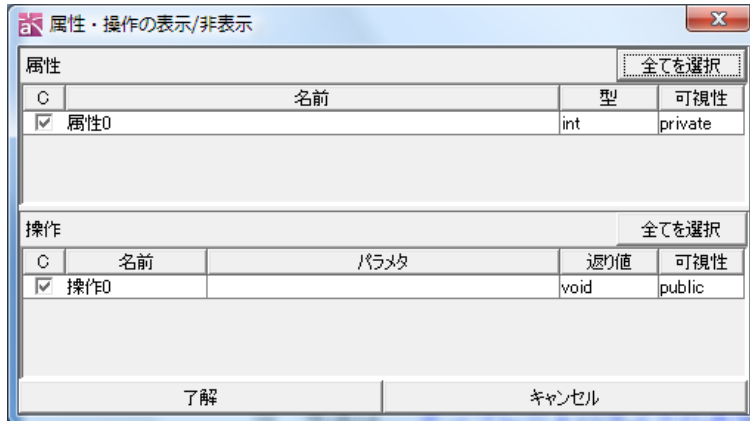 属性・操作の表示/非表示
属性 全てを選択
C 名前 型 可視性
属性0 int private
操作 全てを選択
C 名前 パラメタ 返り値 可視性
操作0 void public
了解 キャンセル